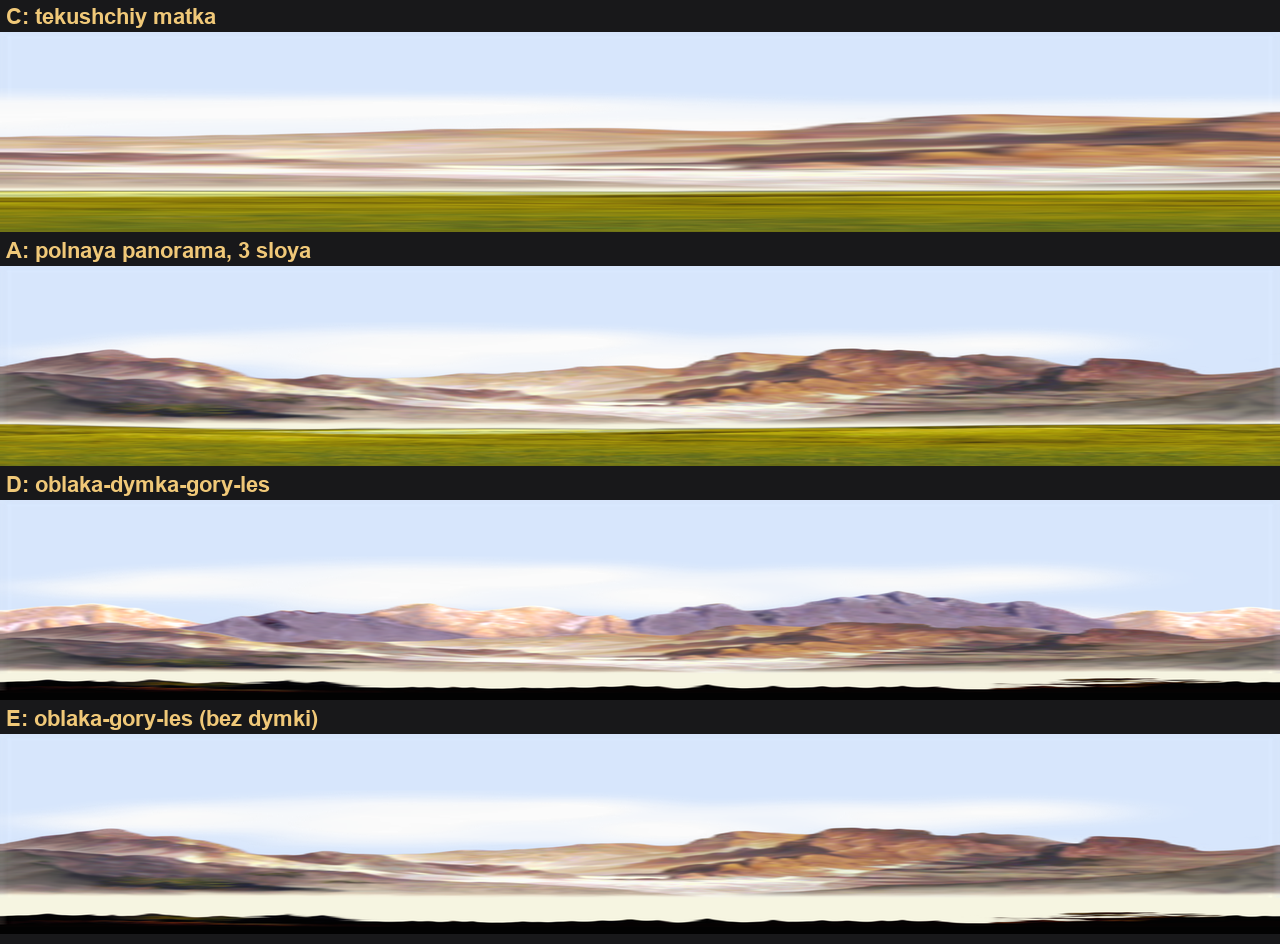 C: tekushchiy matka
A: polnaya panorama, 3 sloya
D: oblaka-dymka-gory-les
E: oblaka-gory-les (bez dymki)